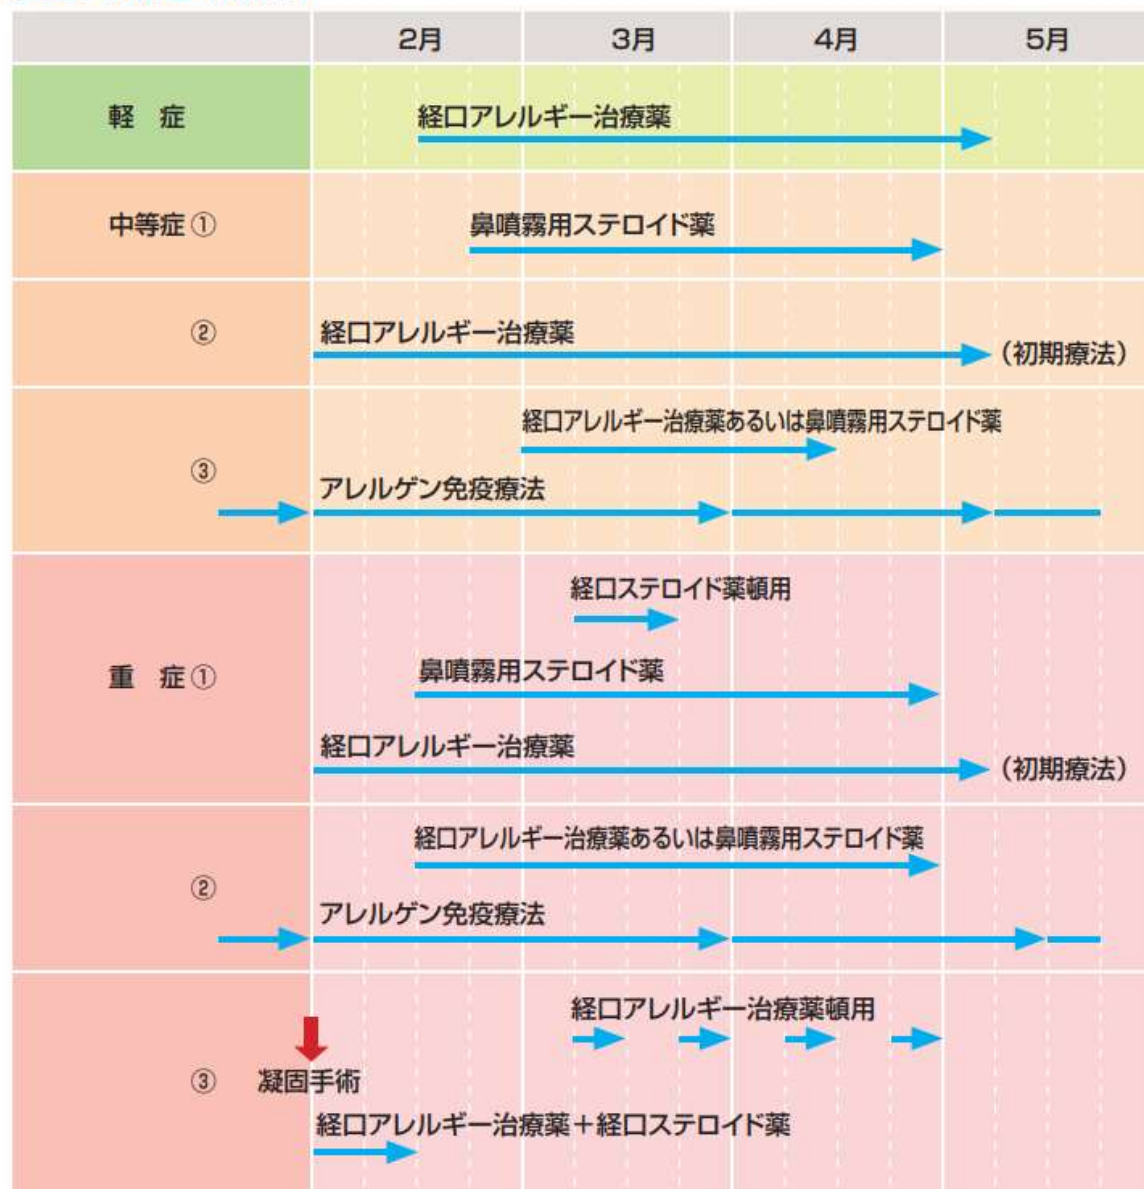 2月 3月 4月 5月
軽 症
経口アレルギー治療薬
中等症①
鼻噴霧用ステロイド薬
②
経口アレルギー治療薬
（初期療法）
経口アレルギー治療薬あるいは鼻噴霧用ステロイド薬
③
アレルゲン免疫療法
経口ステロイド薬頓用
重 症①
鼻噴霧用ステロイド薬
経口アレルギー治療薬
（初期療法）
経口アレルギー治療薬あるいは鼻噴霧用ステロイド薬
②
アレルゲン免疫療法
経口アレルギー治療薬頓用
③
凝固手術
経口アレルギー治療薬＋経口ステロイド薬